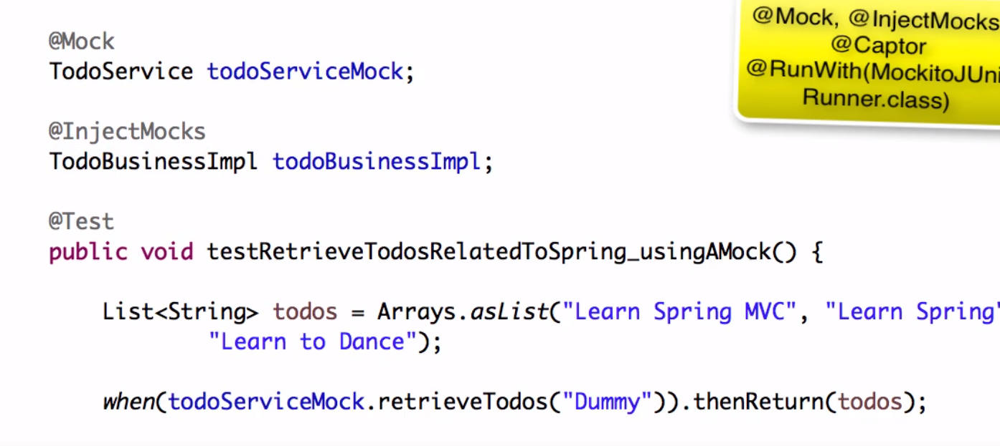 @Mock
TodoService todoServiceMock;
@InjectMocks
TodoBusinessImpl todoBusinessImpl;
@Test
public void testRetrieveTodosRelatedToSpring_usingAMock() {
List<String> todos = Arrays.asList("Learn Spring MVC", "Learn Spring"
"Learn to Dance");
when(todoServiceMock.retrieveTodos("Dummy")).thenReturn(todos);
@Mock, @InjectMocks
@Captor
@RunWith(MockitoJUni
Runner.class)